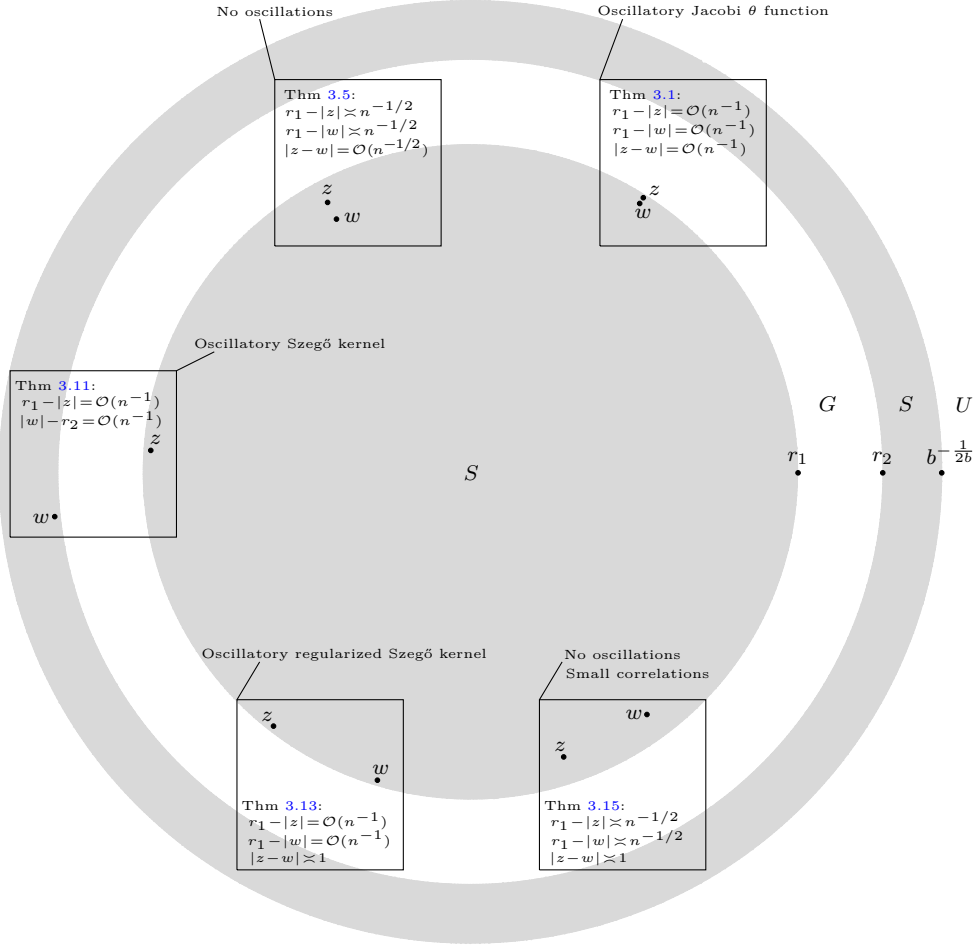 No oscillations
Oscillatory Jacobi θ function
Thm 3.5:
r₁−|z|≍n^{−1/2}
r₁−|w|≍n^{−1/2}
|z−w|=𝒪(n^{−1/2})
z
w
Thm 3.1:
r₁−|z|=𝒪(n^{−1})
r₁−|w|=𝒪(n^{−1})
|z−w|=𝒪(n^{−1})
z
w
Oscillatory Szegő kernel
Thm 3.11:
r₁−|z|=𝒪(n^{−1})
|w|−r₂=𝒪(n^{−1})
z
w
G S U
r₁ r₂ b^{−\frac{1}{2b}}
S
Oscillatory regularized Szegő kernel
z
w
Thm 3.13:
r₁−|z|=𝒪(n^{−1})
r₁−|w|=𝒪(n^{−1})
|z−w|≍1
No oscillations
Small correlations
w
z
Thm 3.15:
r₁−|z|≍n^{−1/2}
r₁−|w|≍n^{−1/2}
|z−w|≍1